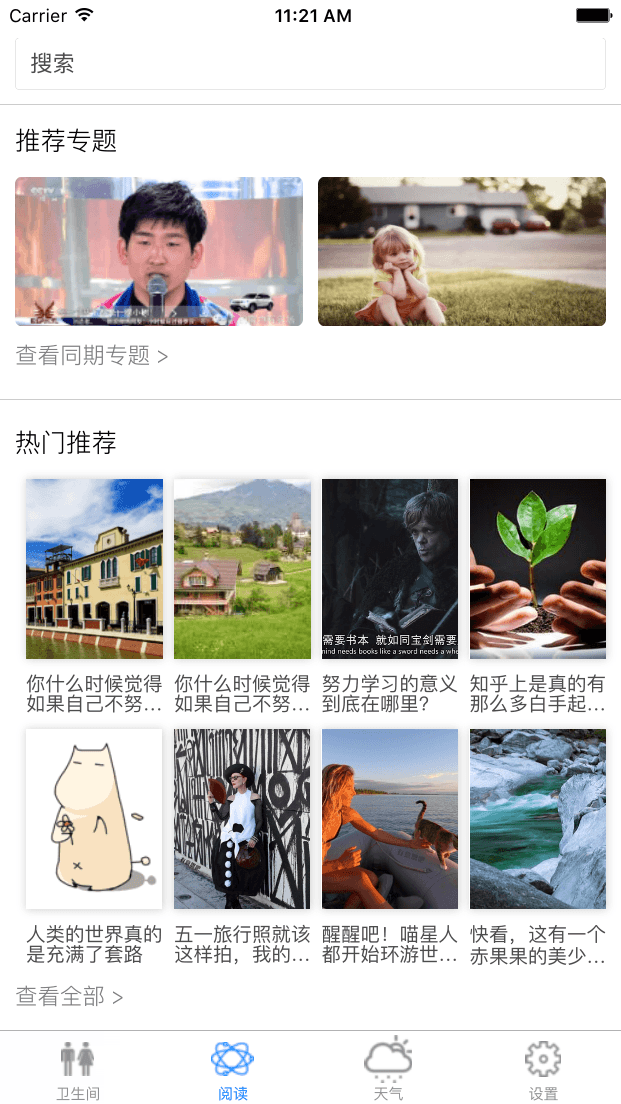 Carrier 11:21 AM
搜索
推荐专题
CCTV
查看同期专题 >
热门推荐
需要书本 就如同宝剑需要
mind needs books like a sword needs a whe
你什么时候觉得
如果自己不努…
你什么时候觉得
如果自己不努…
努力学习的意义
到底在哪里?
知乎上是真的有
那么多白手起…
人类的世界真的
是充满了套路
五一旅行照就该
这样拍，我的…
醒醒吧！喵星人
都开始环游世…
快看，这有一个
赤果果的美少…
查看全部 >
卫生间 阅读 天气 设置